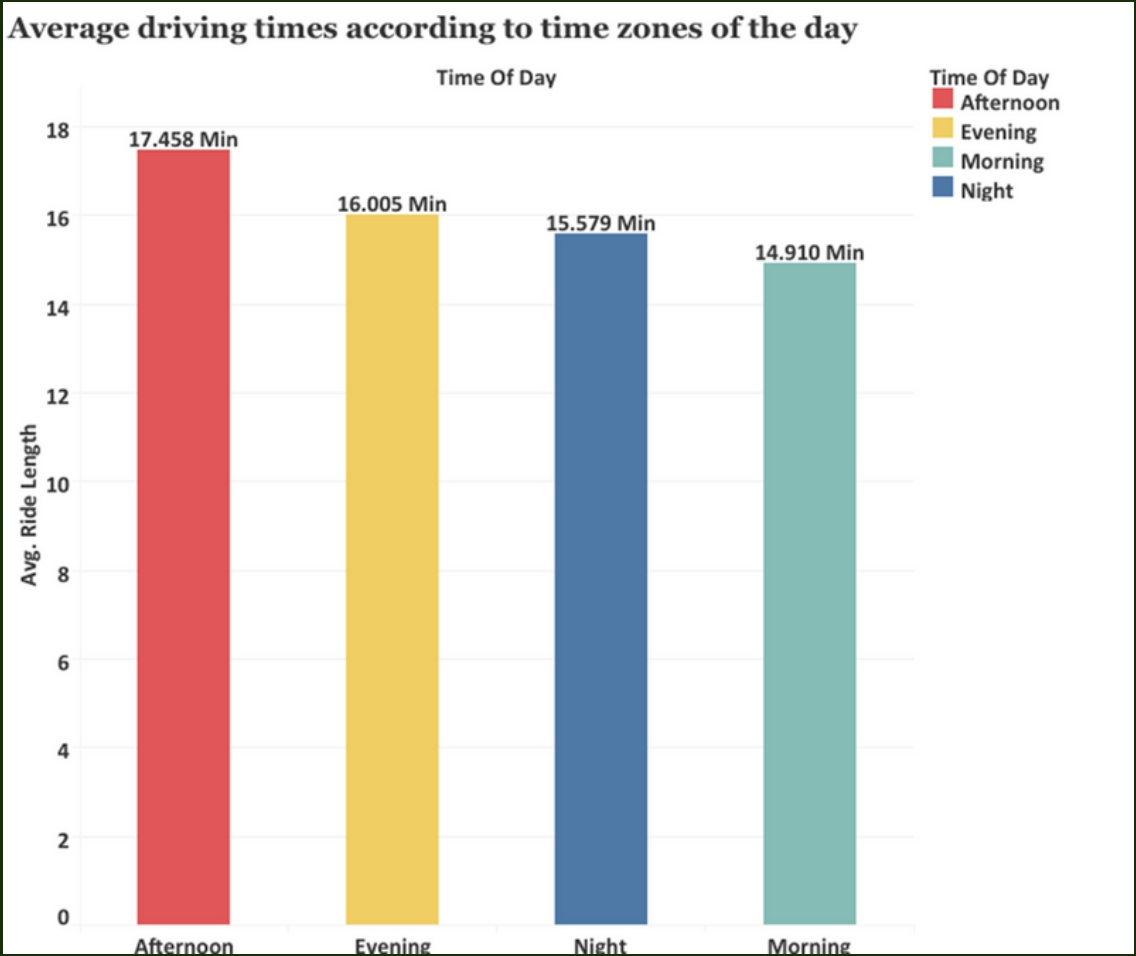 Average driving times according to time zones of the day
Time Of Day
Time Of Day
Afternoon
Evening
Morning
Night
18
16
14
12
10
8
6
4
2
0
Avg. Ride Length
17.458 Min
16.005 Min
15.579 Min
14.910 Min
Afternoon
Evening
Night
Morning